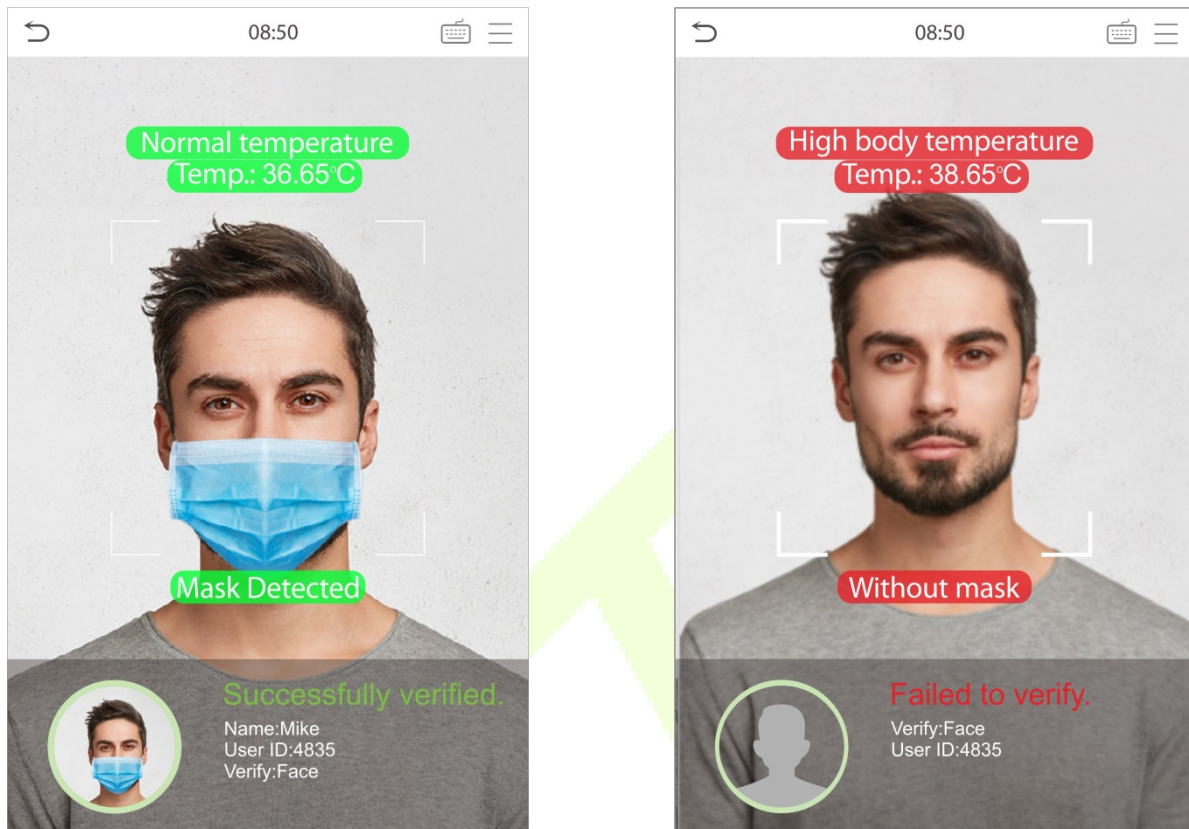 08:50
Normal temperature
Temp.: 36.65°C
Mask Detected
Successfully verified.
Name:Mike
User ID:4835
Verify:Face
08:50
High body temperature
Temp.: 38.65°C
Without mask
Failed to verify.
Verify:Face
User ID:4835